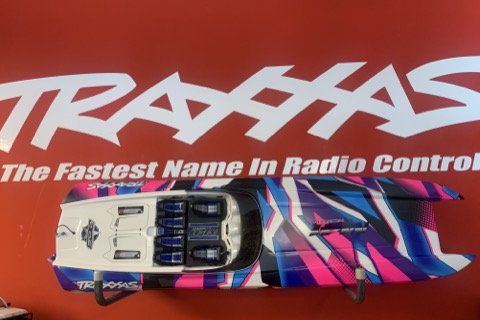 TRAXXAS
The Fastest Name In Radio Control
TRAXXAS
TRAXXAS